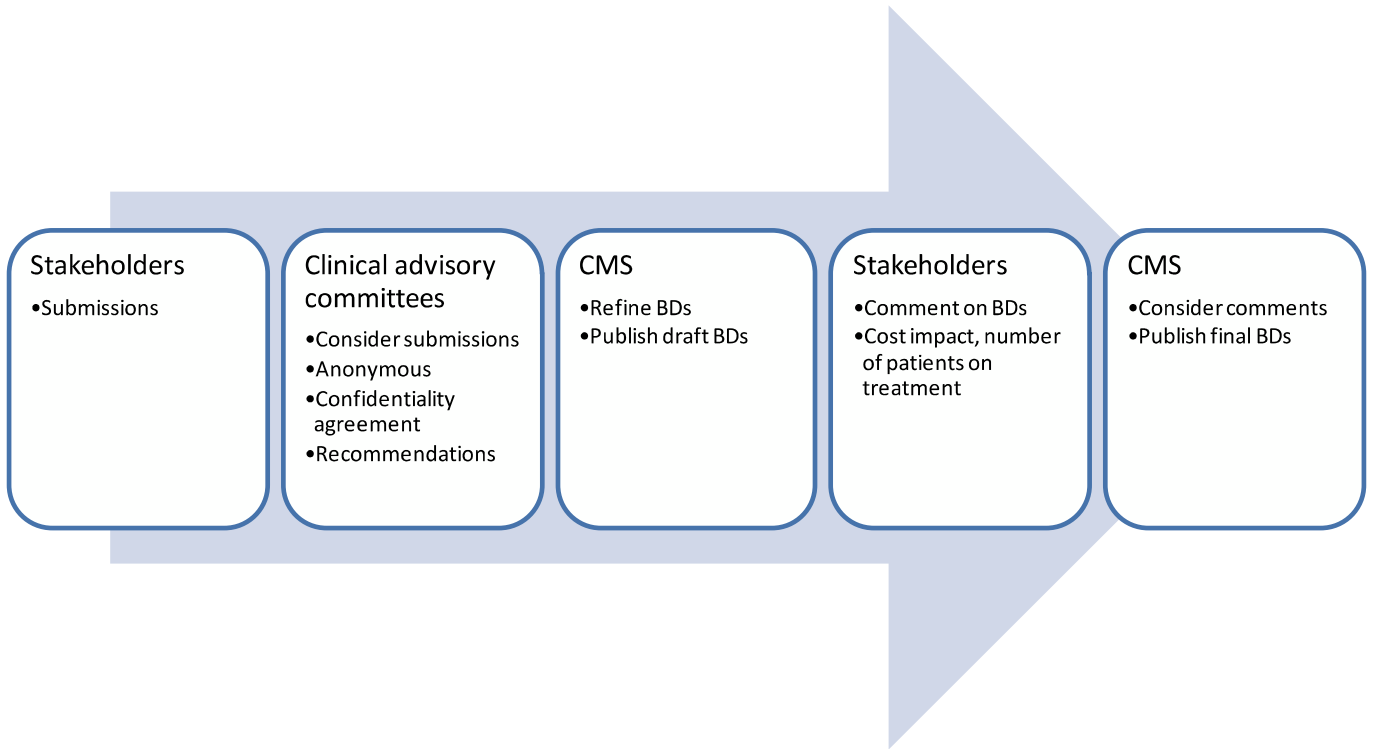 Stakeholders
•Submissions
Clinical advisory
committees
•Consider submissions
•Anonymous
•Confidentiality
agreement
•Recommendations
CMS
•Refine BDs
•Publish draft BDs
Stakeholders
•Comment on BDs
•Cost impact, number
of patients on
treatment
CMS
•Consider comments
•Publish final BDs